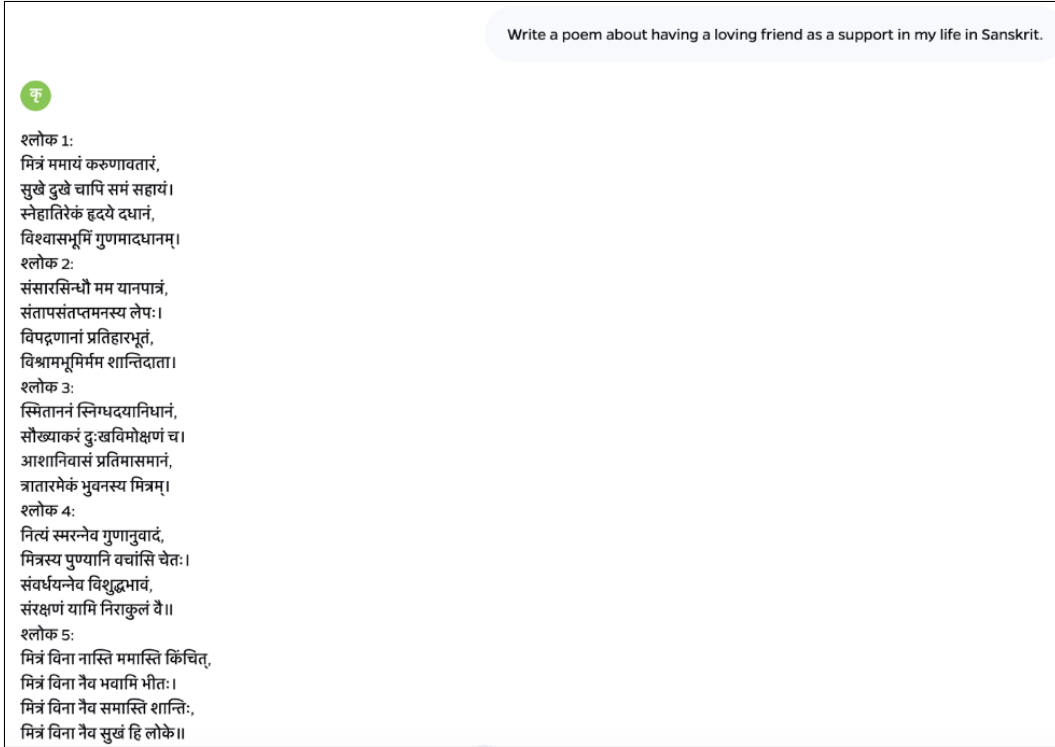 Write a poem about having a loving friend as a support in my life in Sanskrit.
कृ
श्लोक 1:
मित्रं ममायं करुणावतारं,
सुखे दुखे चापि समं सहायं।
स्नेहातिरेकं हृदये दधानं,
विश्वासभूमिं गुणमादधानम्।
श्लोक 2:
संसारसिन्धौ मम यानपात्रं,
संतापसंतप्तमनस्य लेपः।
विपद्गणानां प्रतिहारभूतं,
विश्रामभूमिर्मम शान्तिदाता।
श्लोक 3:
स्मिताननं स्निग्धदयानिधानं,
सौख्याकरं दुःखविमोक्षणं च।
आशानिवासं प्रतिमासमानं,
त्रातारमेकं भुवनस्य मित्रम्।
श्लोक 4:
नित्यं स्मरन्नेव गुणानुवादं,
मित्रस्य पुण्यानि वचांसि चेतः।
संवर्धयन्नेव विशुद्धभावं,
संरक्षणं यामि निराकुलं वै॥
श्लोक 5:
मित्रं विना नास्ति ममास्ति किंचित्,
मित्रं विना नैव भवामि भीतः।
मित्रं विना नैव समास्ति शान्तिः,
मित्रं विना नैव सुखं हि लोके॥